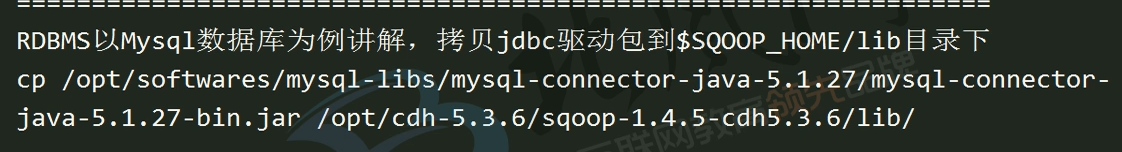 ==================================================================
RDBMS以Mysql数据库为例讲解，拷贝jdbc驱动包到$SQOOP_HOME/lib目录下
cp /opt/softwares/mysql-libs/mysql-connector-java-5.1.27/mysql-connector-
java-5.1.27-bin.jar /opt/cdh-5.3.6/sqoop-1.4.5-cdh5.3.6/lib/